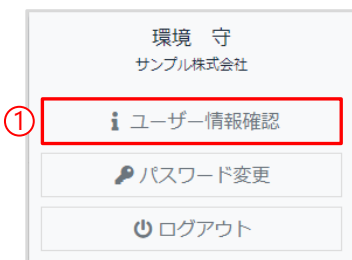 環境　守
サンプル株式会社
① ユーザー情報確認
パスワード変更
ログアウト